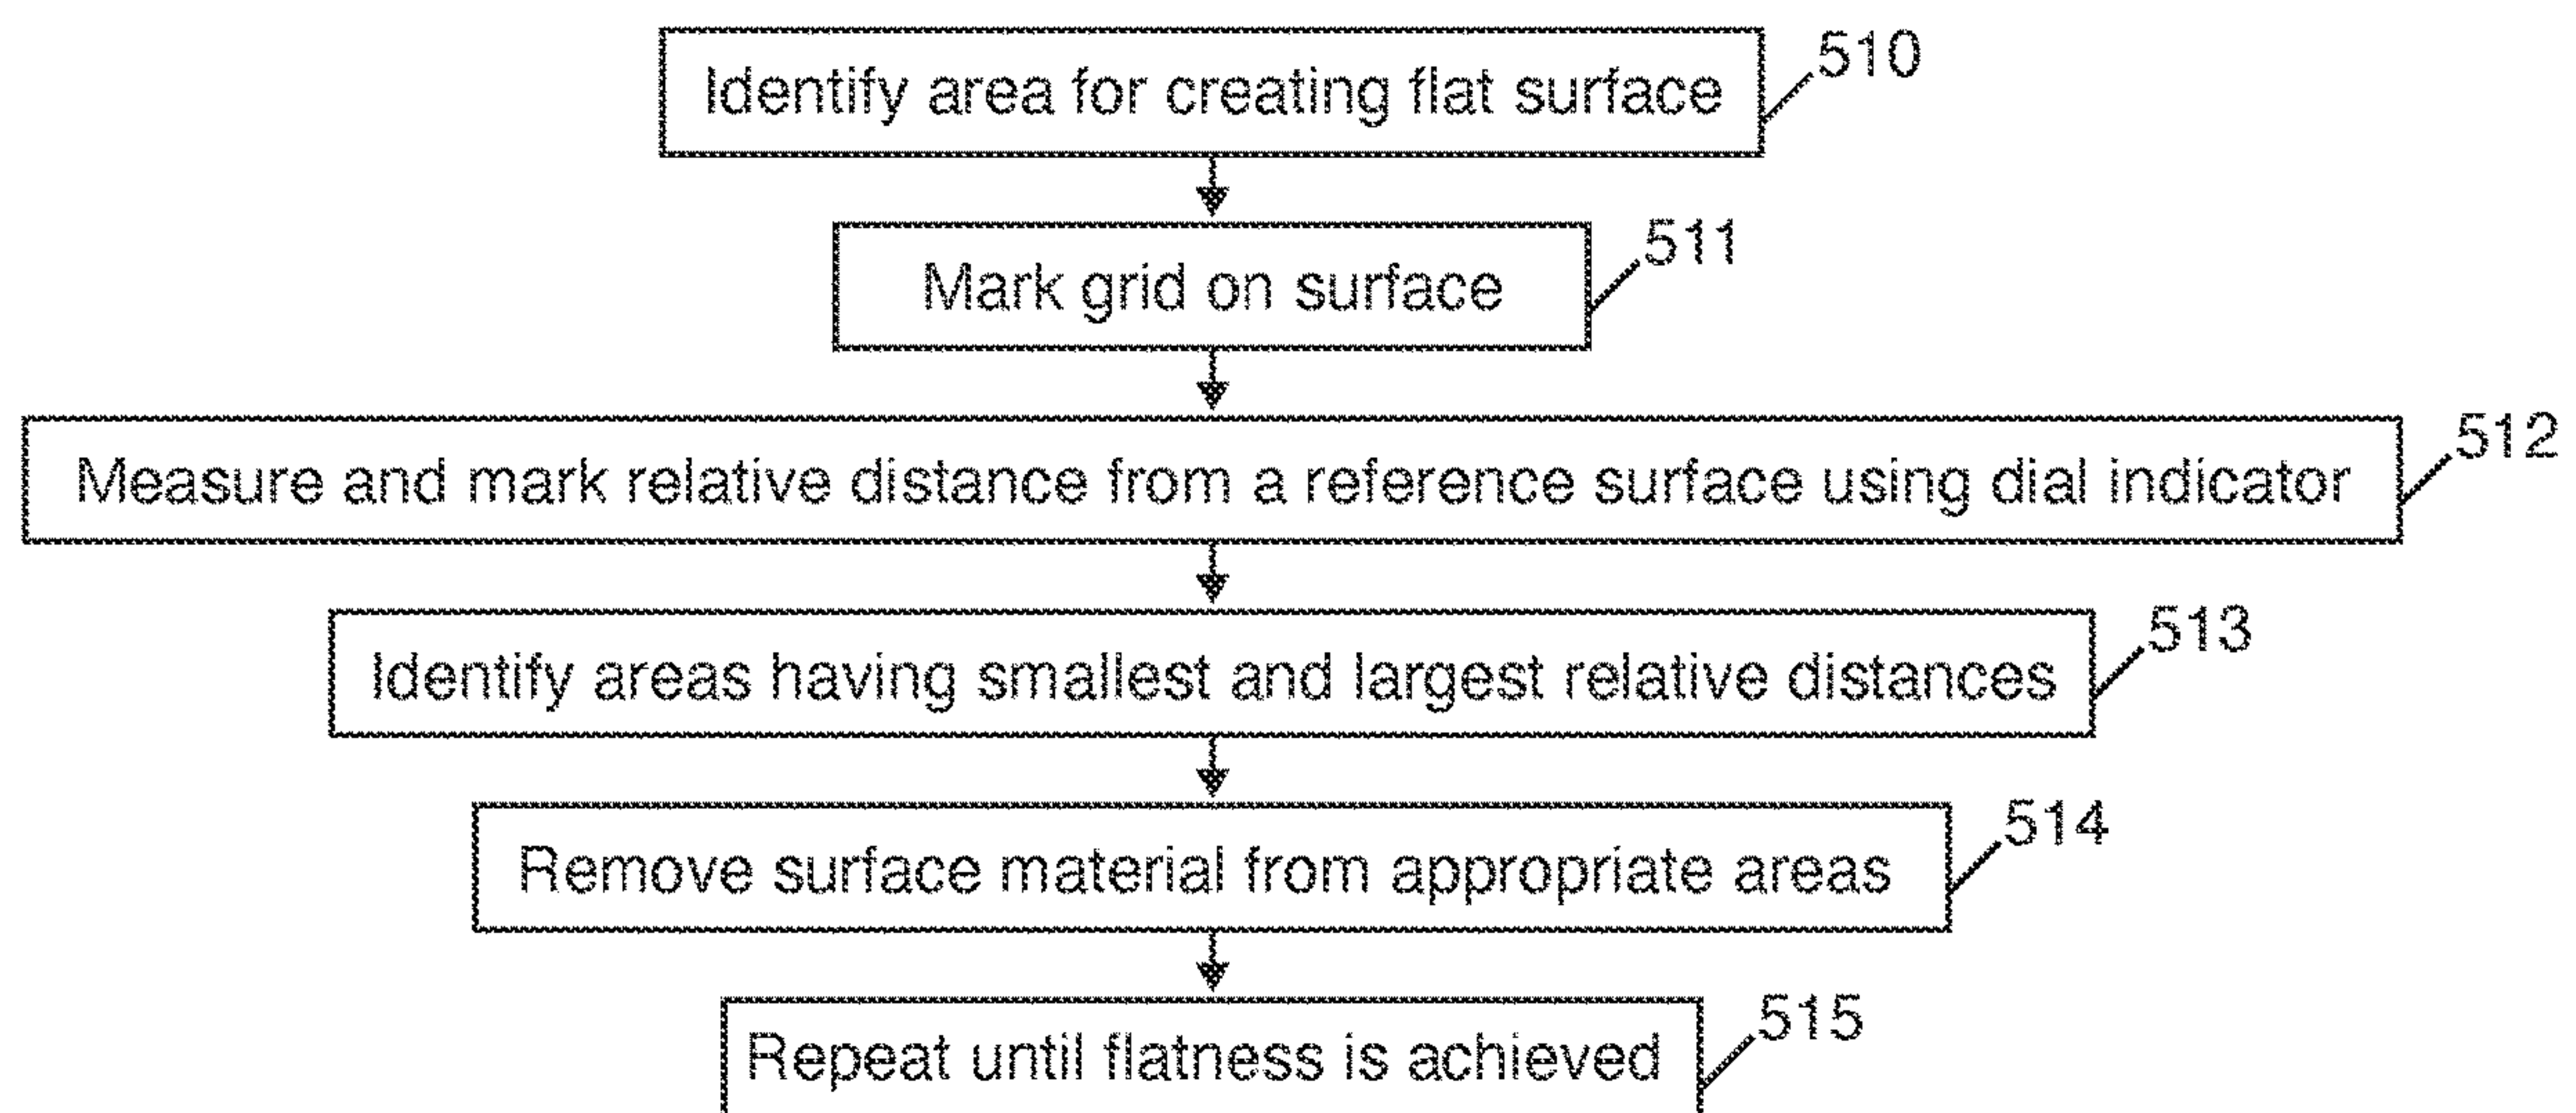 Identify area for creating flat surface
510
Mark grid on surface
511
Measure and mark relative distance from a reference surface using dial indicator
512
Identify areas having smallest and largest relative distances
513
Remove surface material from appropriate areas
514
Repeat until flatness is achieved
515